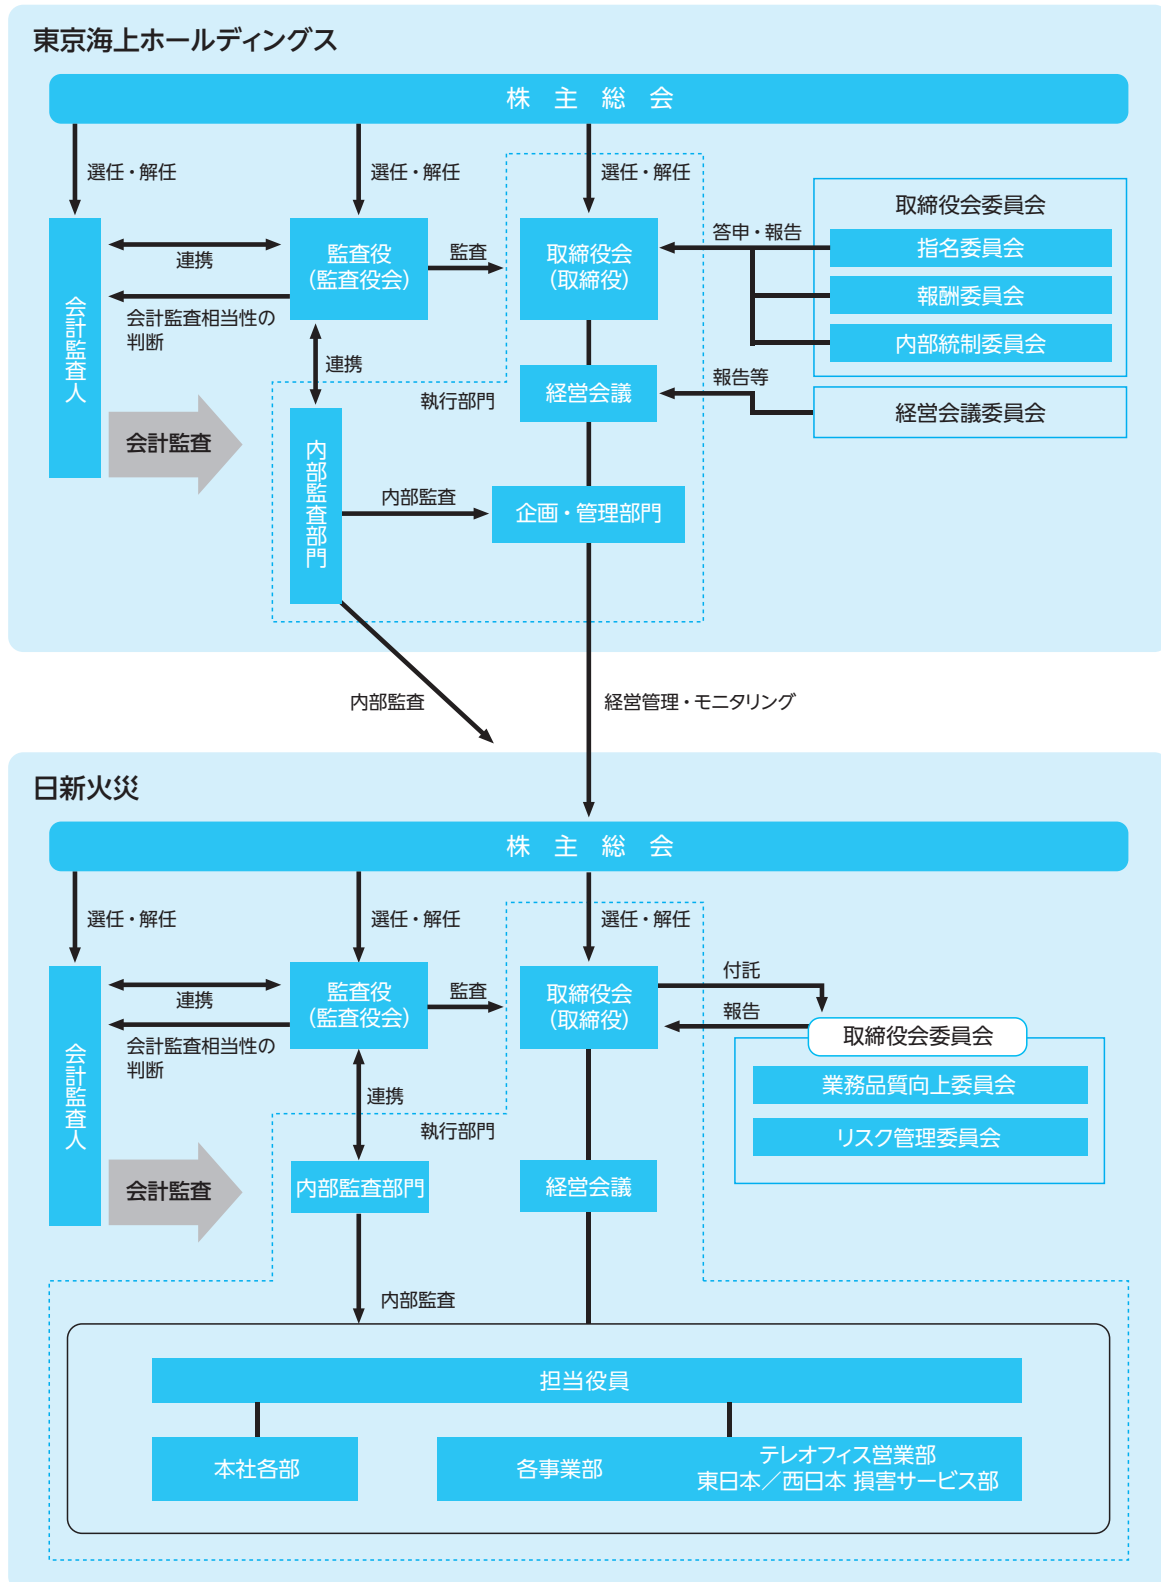 東京海上ホールディングス
株主総会
選任・解任
選任・解任
選任・解任
会計監査人
連携
会計監査相当性の
判断
監査役
(監査役会)
監査
取締役会
(取締役)
答申・報告
取締役会委員会
指名委員会
報酬委員会
内部統制委員会
連携
執行部門
経営会議
報告等
経営会議委員会
会計監査
内部監査部門
内部監査
企画・管理部門
内部監査
経営管理・モニタリング
日新火災
株主総会
選任・解任
選任・解任
選任・解任
会計監査人
連携
会計監査相当性の
判断
監査役
(監査役会)
監査
取締役会
(取締役)
付託
報告
取締役会委員会
業務品質向上委員会
リスク管理委員会
連携
執行部門
会計監査
内部監査部門
経営会議
内部監査
担当役員
本社各部
各事業部
テレオフィス営業部
東日本／西日本 損害サービス部